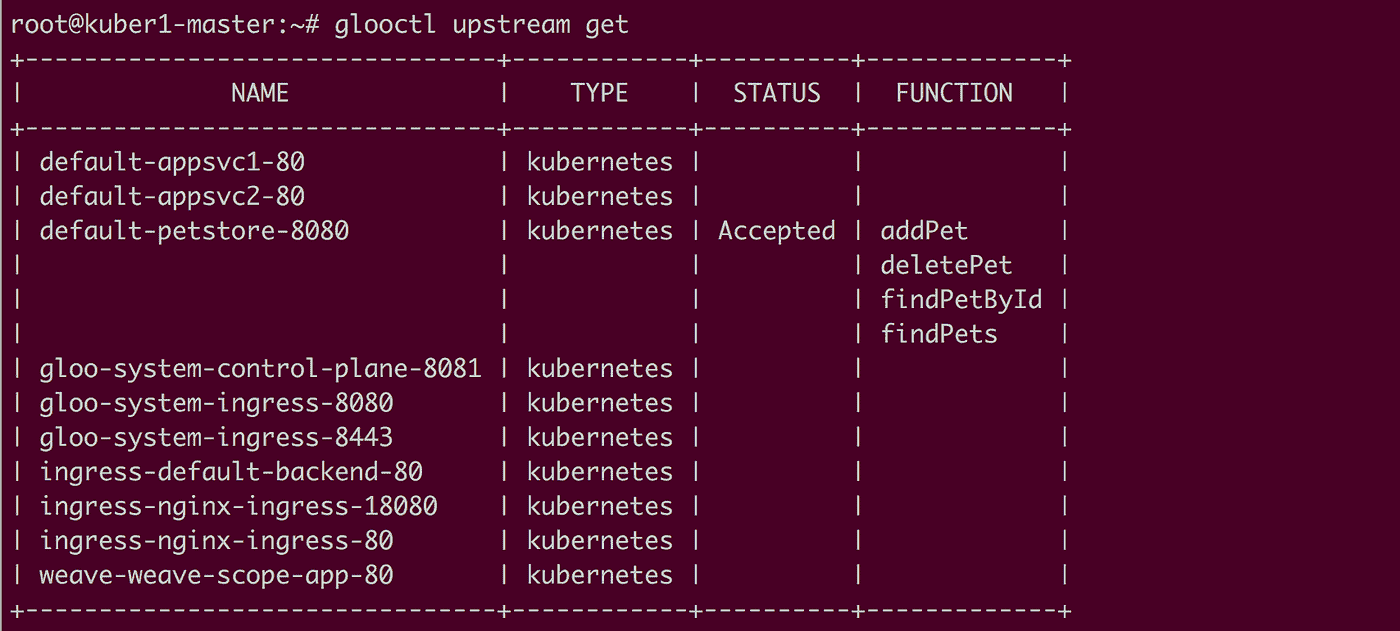 root@kuber1-master:~# glooctl upstream get
+--------------------------------+------------+----------+-------------+
|              NAME              |    TYPE    |  STATUS  |  FUNCTION   |
+--------------------------------+------------+----------+-------------+
| default-appsvc1-80             | kubernetes |          |             |
| default-appsvc2-80             | kubernetes |          |             |
| default-petstore-8080          | kubernetes | Accepted | addPet      |
|                                |            |          | deletePet   |
|                                |            |          | findPetById |
|                                |            |          | findPets    |
| gloo-system-control-plane-8081 | kubernetes |          |             |
| gloo-system-ingress-8080       | kubernetes |          |             |
| gloo-system-ingress-8443       | kubernetes |          |             |
| ingress-default-backend-80     | kubernetes |          |             |
| ingress-nginx-ingress-18080    | kubernetes |          |             |
| ingress-nginx-ingress-80       | kubernetes |          |             |
| weave-weave-scope-app-80       | kubernetes |          |             |
+--------------------------------+------------+----------+-------------+